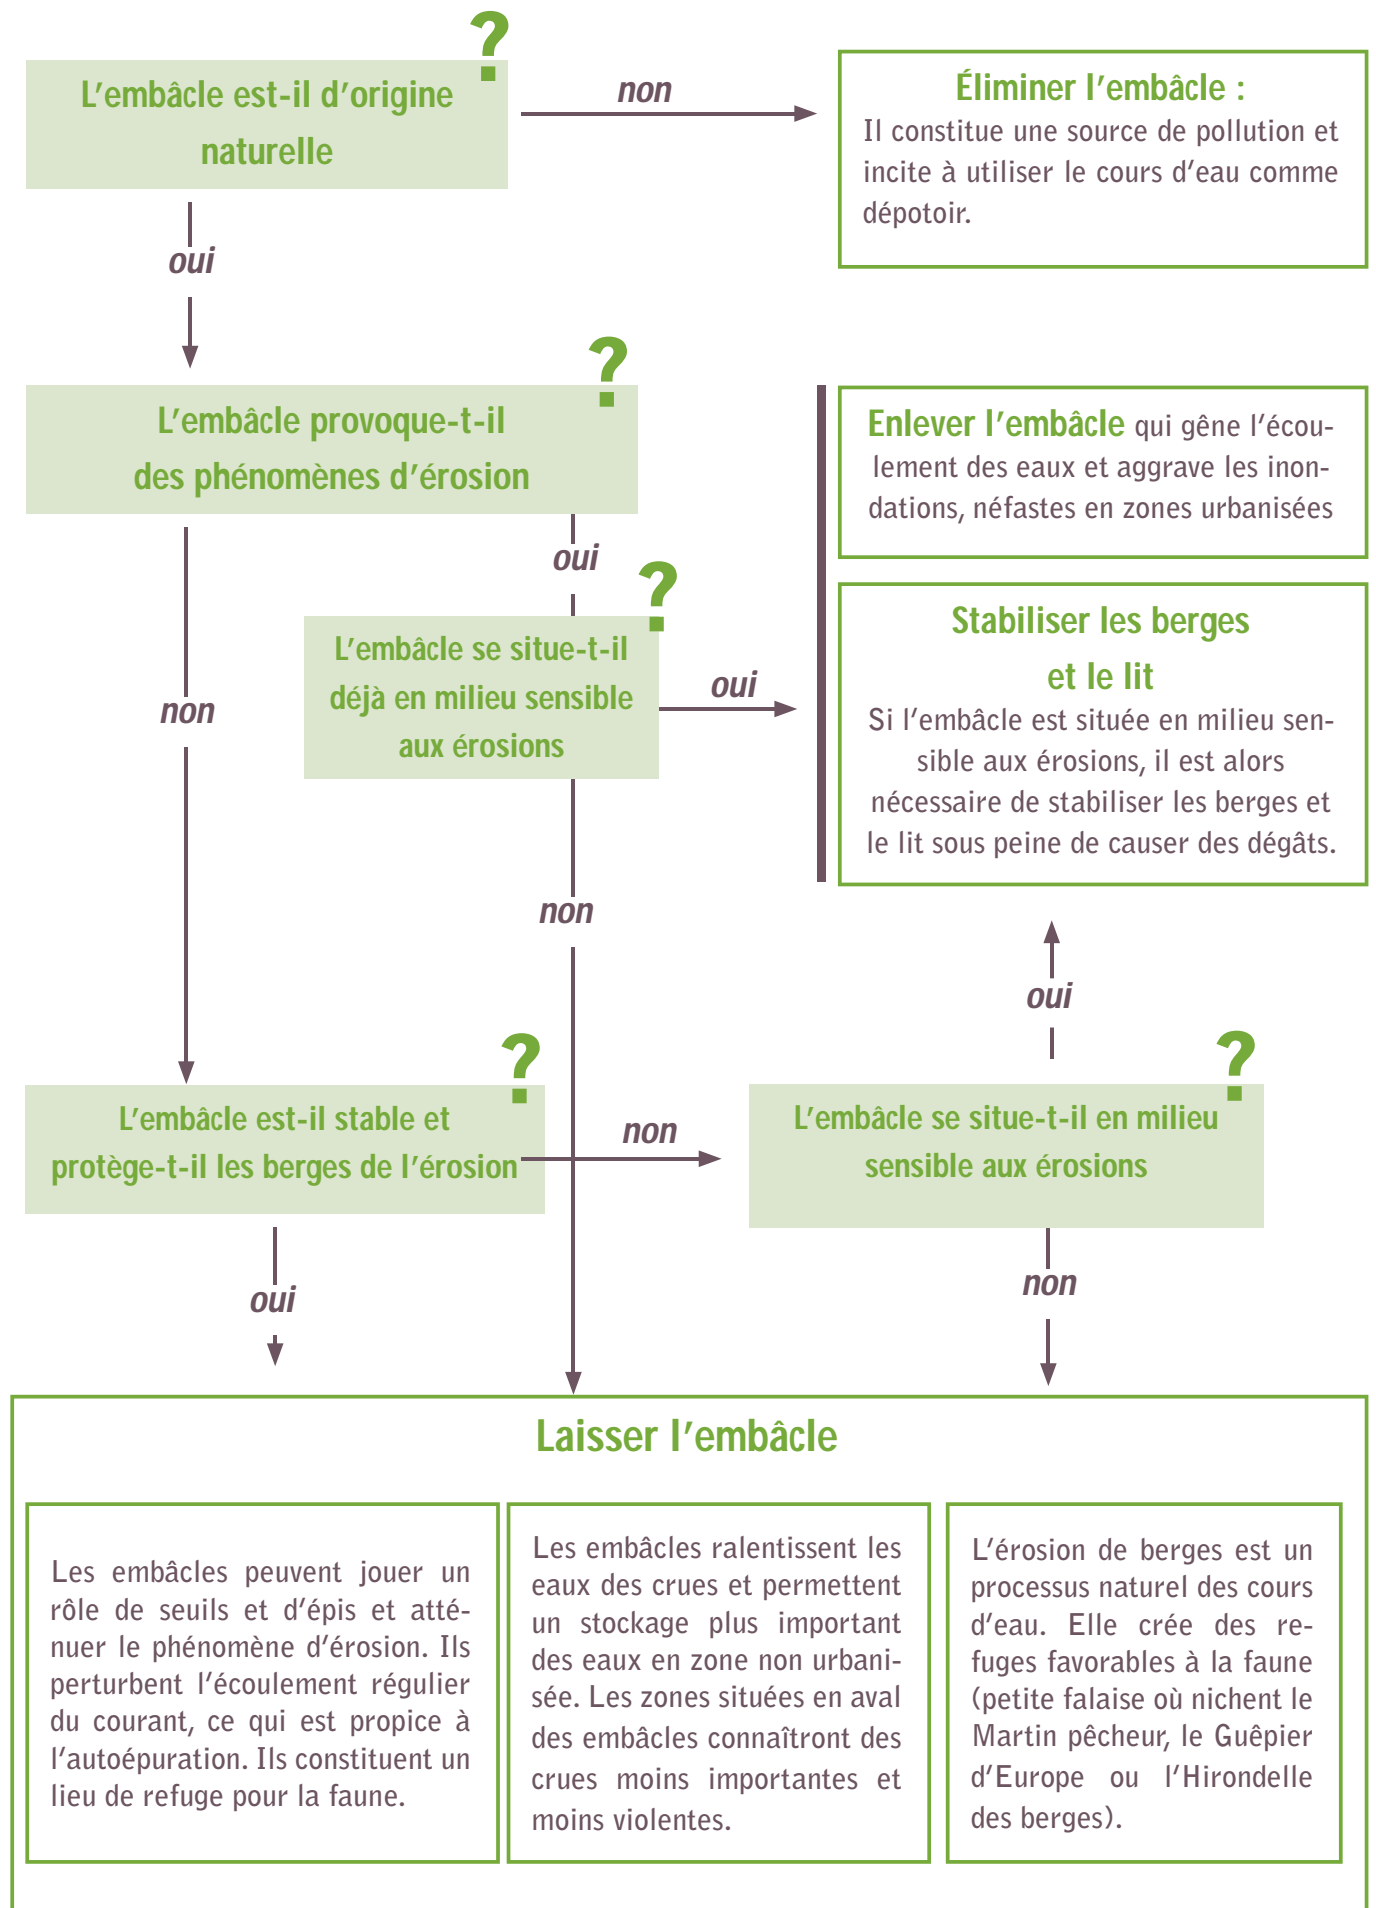 ?
L'embâcle est-il d'origine
naturelle
non
Éliminer l'embâcle :
Il constitue une source de pollution et
incite à utiliser le cours d'eau comme
dépotoir.
oui
?
L'embâcle provoque-t-il
des phénomènes d'érosion
Enlever l'embâcle qui gêne l'écou-
lement des eaux et aggrave les inon-
dations, néfastes en zones urbanisées
oui
?
L'embâcle se situe-t-il
déjà en milieu sensible
aux érosions
oui
Stabiliser les berges
et le lit
Si l'embâcle est située en milieu sen-
sible aux érosions, il est alors
nécessaire de stabiliser les berges et
le lit sous peine de causer des dégâts.
non
non
oui
?
L'embâcle est-il stable et
protège-t-il les berges de l'érosion
non
?
L'embâcle se situe-t-il en milieu
sensible aux érosions
oui
non
Laisser l'embâcle
Les embâcles peuvent jouer un
rôle de seuils et d'épis et atté-
nuer le phénomène d'érosion. Ils
perturbent l'écoulement régulier
du courant, ce qui est propice à
l'autoépuration. Ils constituent un
lieu de refuge pour la faune.
Les embâcles ralentissent les
eaux des crues et permettent
un stockage plus important
des eaux en zone non urbani-
sée. Les zones situées en aval
des embâcles connaîtront des
crues moins importantes et
moins violentes.
L'érosion de berges est un
processus naturel des cours
d'eau. Elle crée des re-
fuges favorables à la faune
(petite falaise où nichent le
Martin pêcheur, le Guêpier
d'Europe ou l'Hirondelle
des berges).